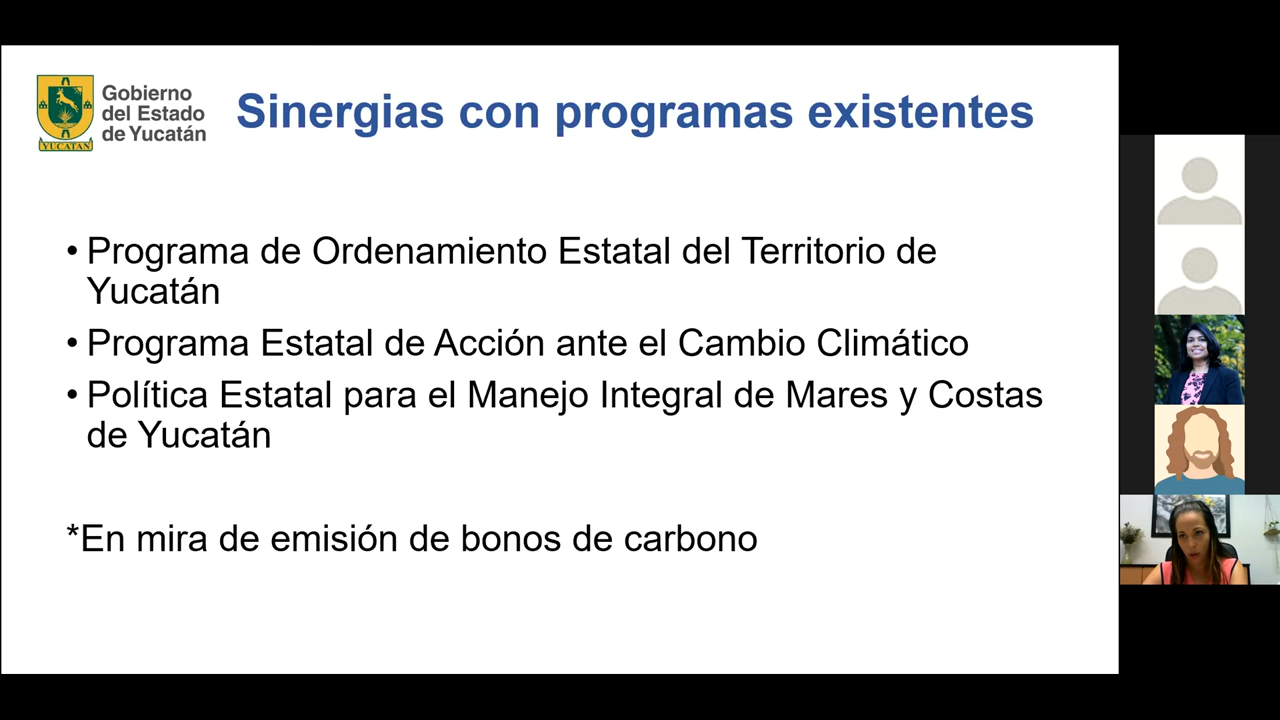 Gobierno
del Estado
de Yucatán
YUCATÁN
Sinergias con programas existentes
• Programa de Ordenamiento Estatal del Territorio de
Yucatán
• Programa Estatal de Acción ante el Cambio Climático
• Política Estatal para el Manejo Integral de Mares y Costas
de Yucatán
*En mira de emisión de bonos de carbono